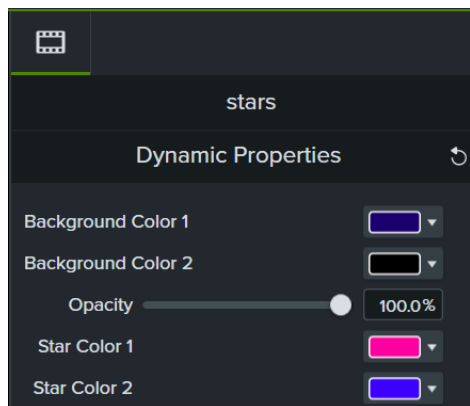 stars
Dynamic Properties
Background Color 1
Background Color 2
Opacity 100.0%
Star Color 1
Star Color 2